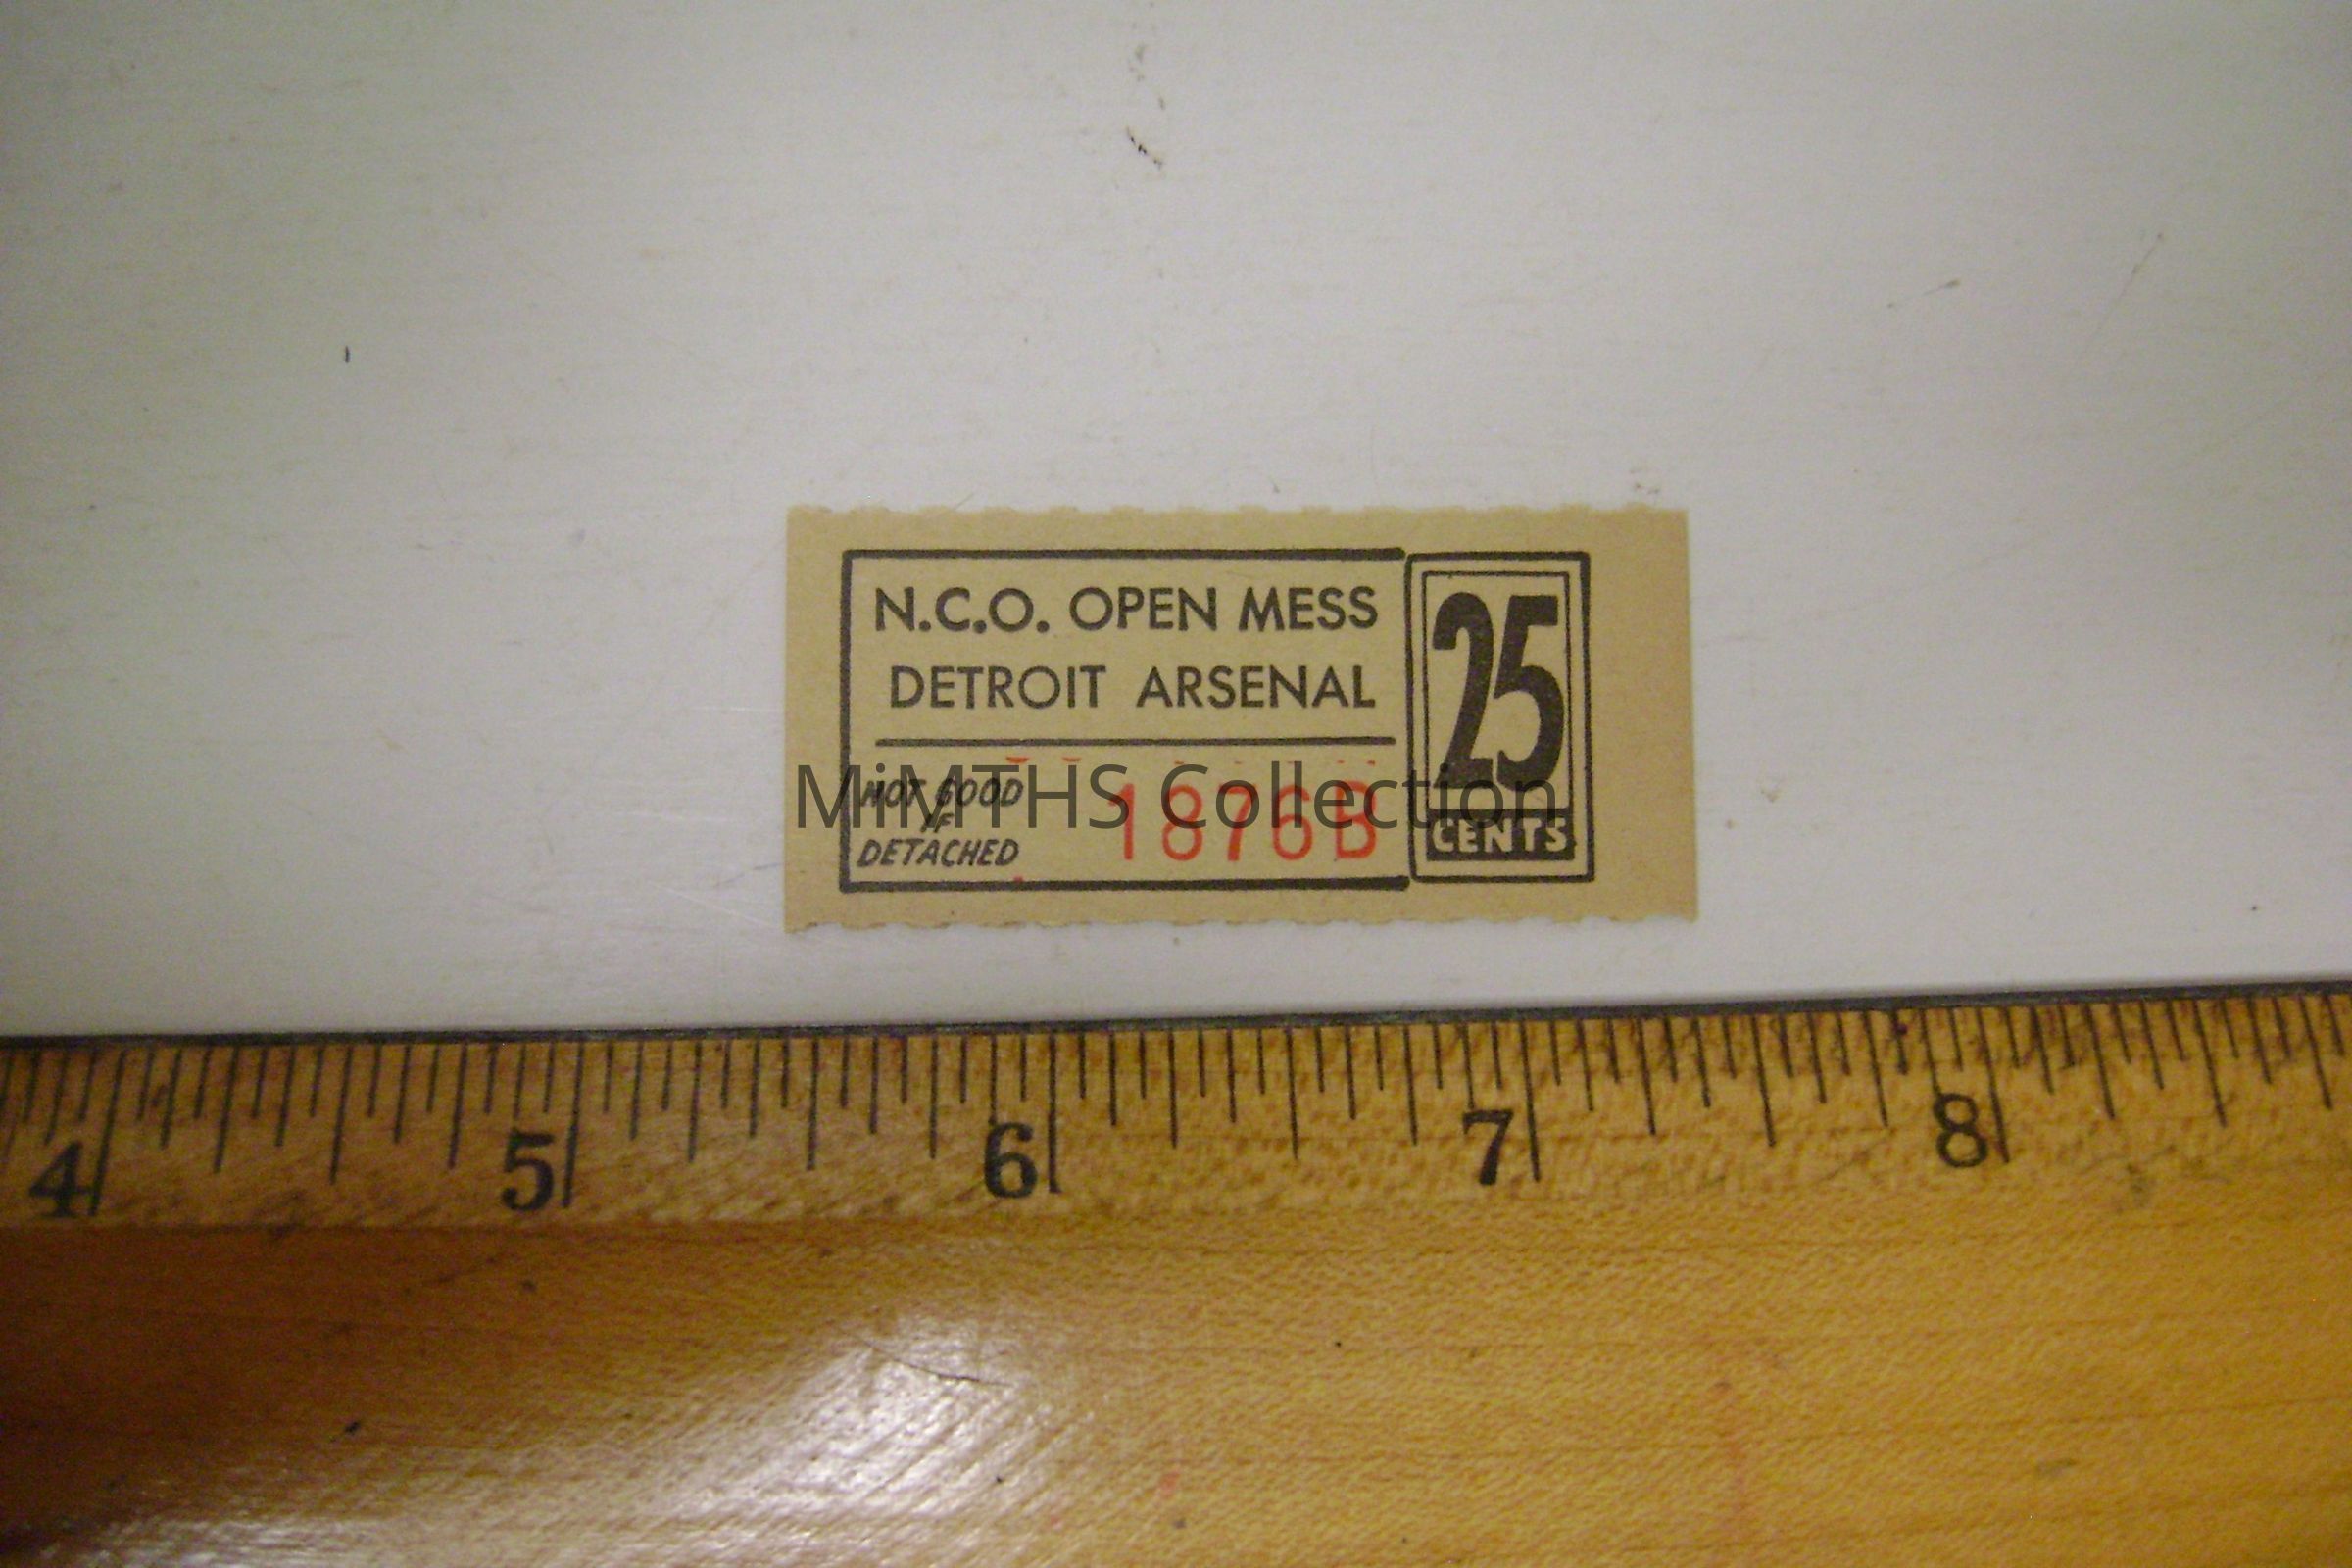 N.C.O. OPEN MESS
DETROIT ARSENAL
NOT GOOD
IF
DETACHED
1876B
25
CENTS
MiMTHS Collection
4 5 6 7 8